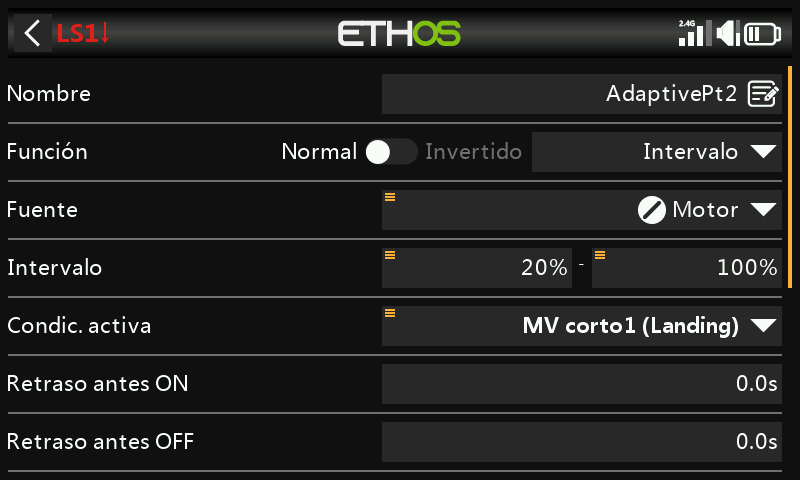 LS1↓ ETHOS 2.4G
Nombre AdaptivePt2
Función Normal Invertido Intervalo
Fuente Motor
Intervalo 20% - 100%
Condic. activa MV corto1 (Landing)
Retraso antes ON 0.0s
Retraso antes OFF 0.0s